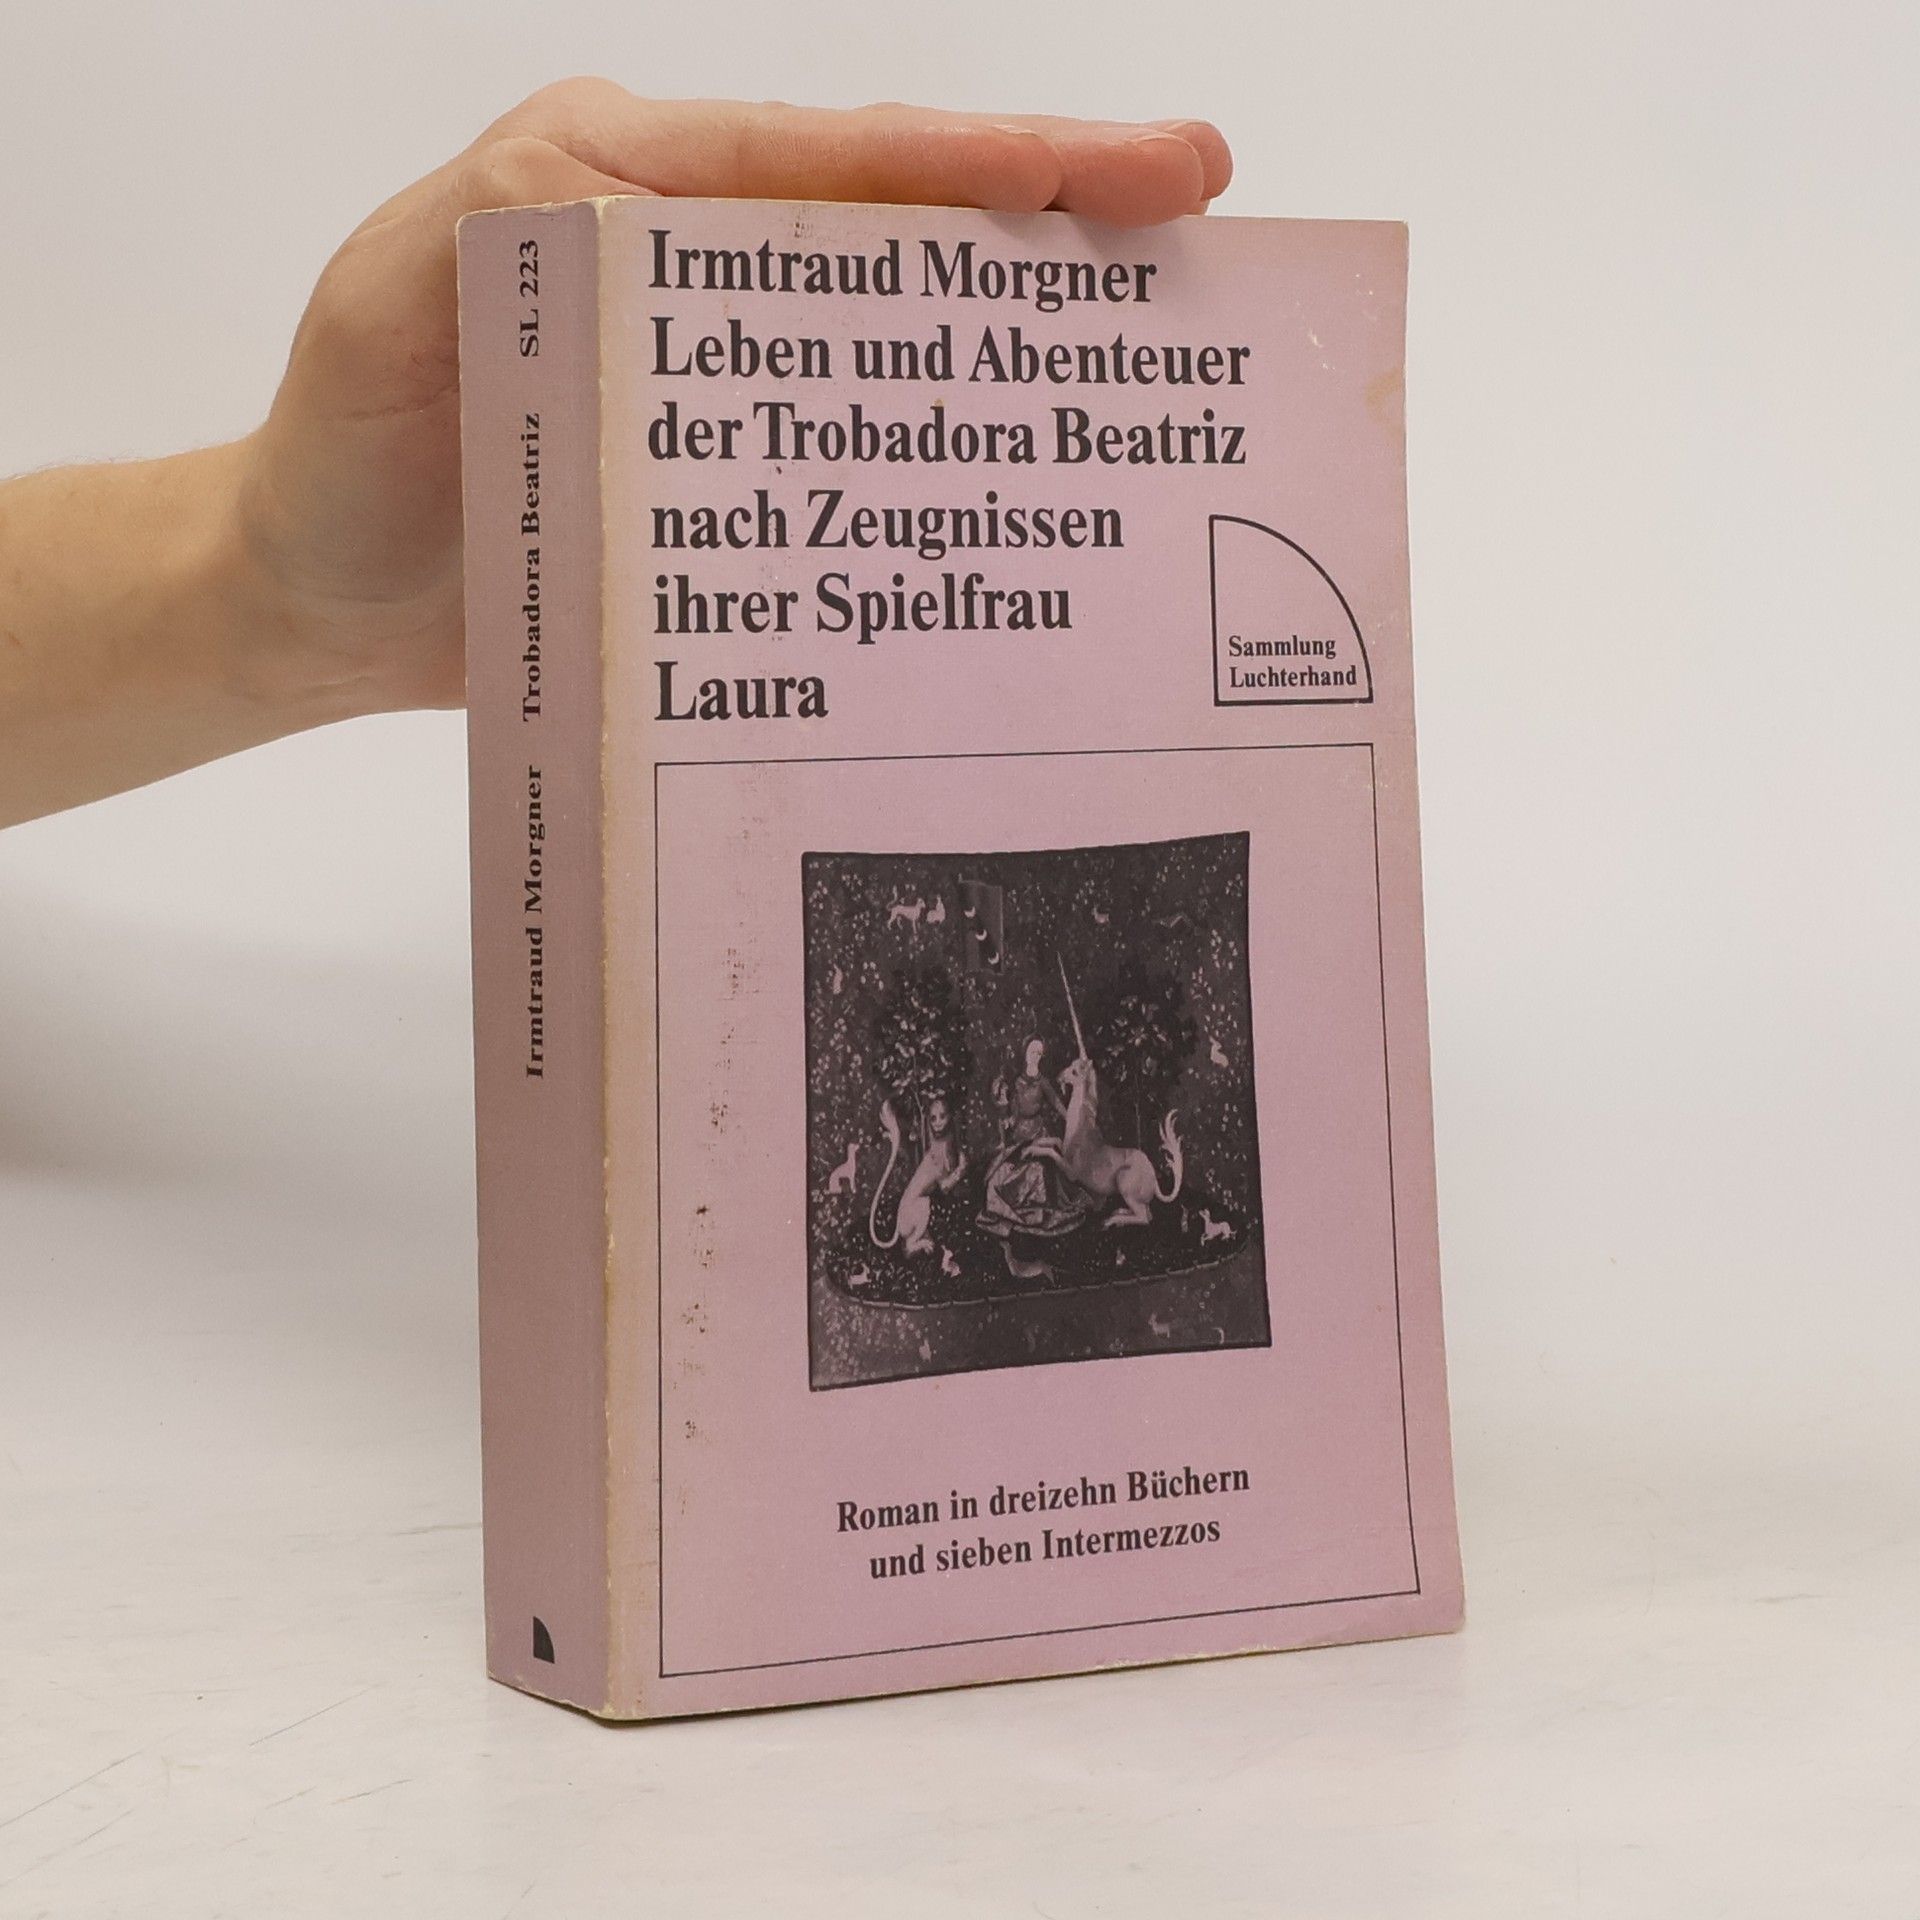 Irmtraud Morgner
Leben und Abenteuer
der Trobadora Beatriz
nach Zeugnissen
ihrer Spielfrau
Laura
Sammlung
Luchterhand
Roman in dreizehn Büchern
und sieben Intermezzos
Irmtraud Morgner Trobadora Beatriz SL 223